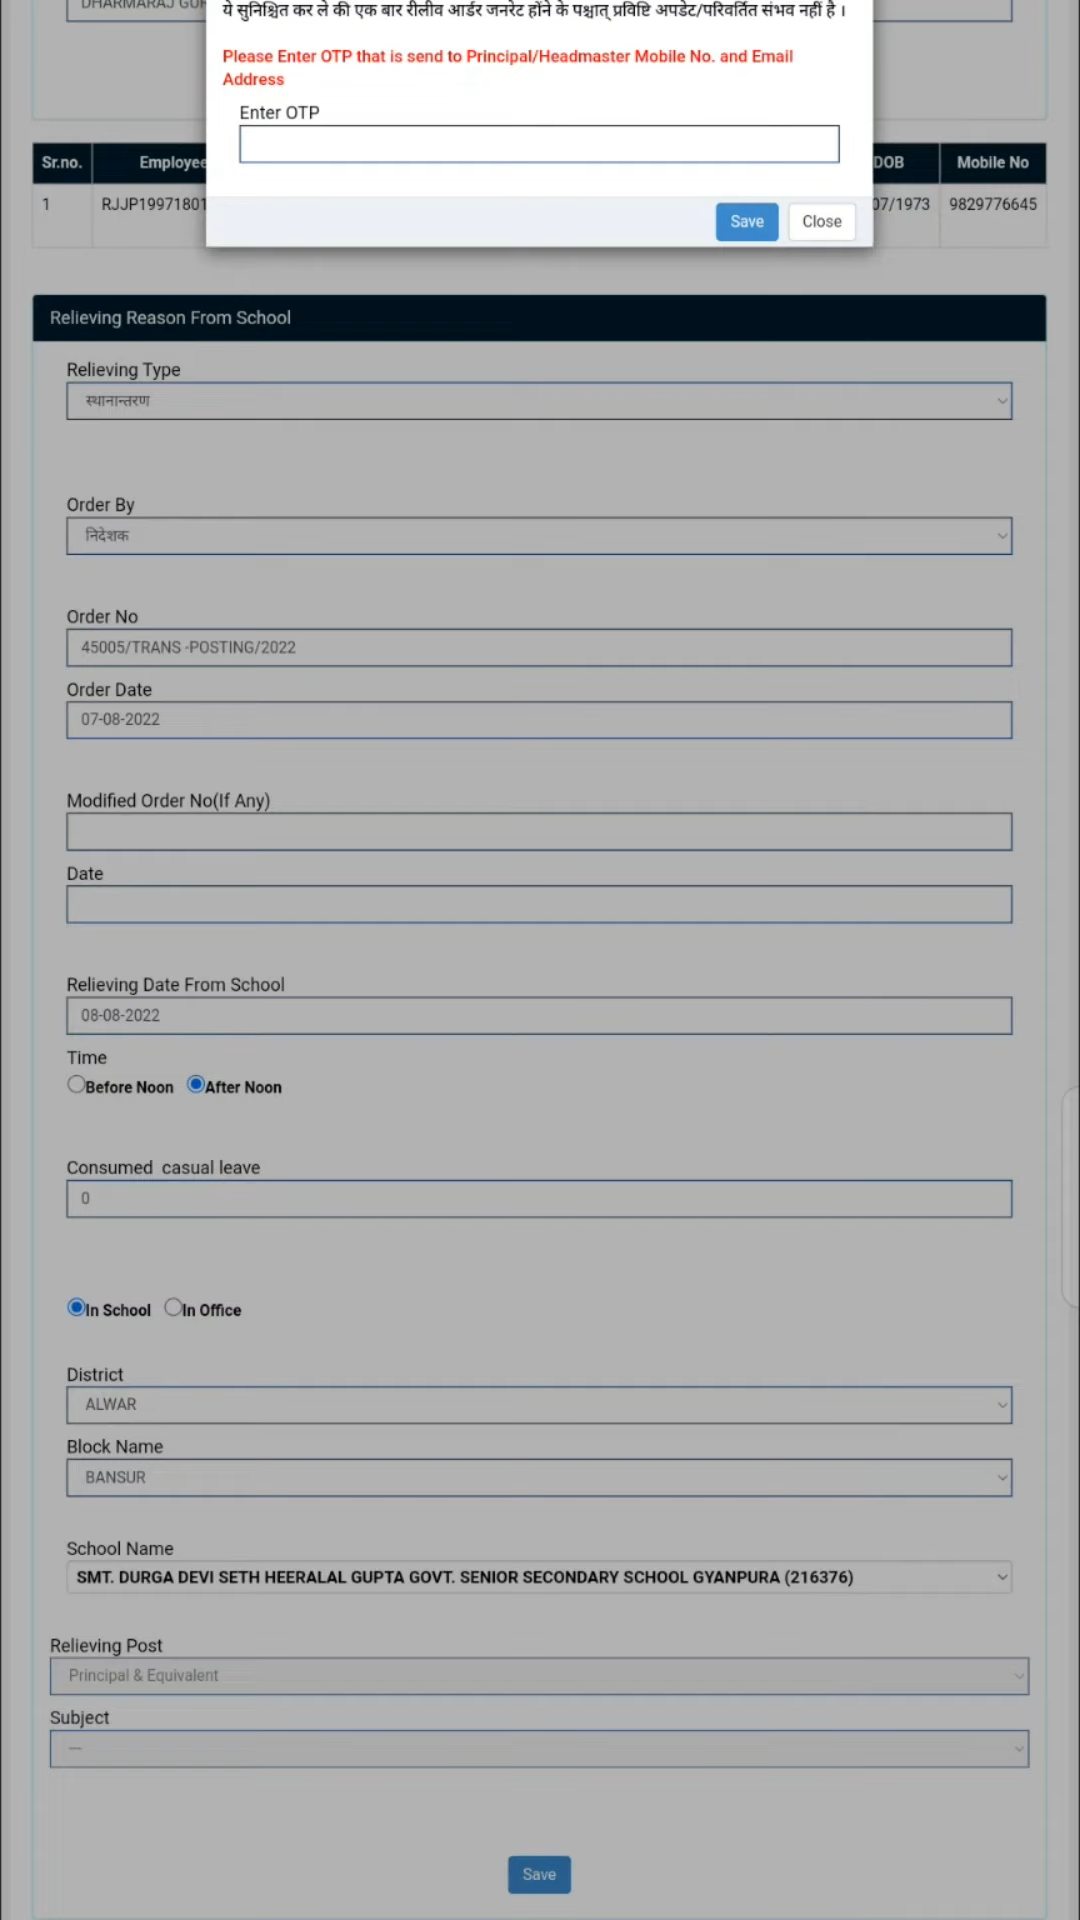 DHARMARAJ
ये सुनिश्चित कर ले की एक बार रीलीव आर्डर जनरेट होंने के पश्चात् प्रविष्टि अपडेट/परिवर्तित संभव नहीं है ।
Please Enter OTP that is send to Principal/Headmaster Mobile No. and Email
Address
Enter OTP
Sr.no. Employee DOB Mobile No
1 RJJP19971801 07/1973 9829776645
Save Close
Relieving Reason From School
Relieving Type
स्थानान्तरण
Order By
निदेशक
Order No
45005/TRANS -POSTING/2022
Order Date
07-08-2022
Modified Order No(If Any)
Date
Relieving Date From School
08-08-2022
Time
Before Noon After Noon
Consumed casual leave
0
In School In Office
District
ALWAR
Block Name
BANSUR
School Name
SMT. DURGA DEVI SETH HEERALAL GUPTA GOVT. SENIOR SECONDARY SCHOOL GYANPURA (216376)
Relieving Post
Principal & Equivalent
Subject
---
Save